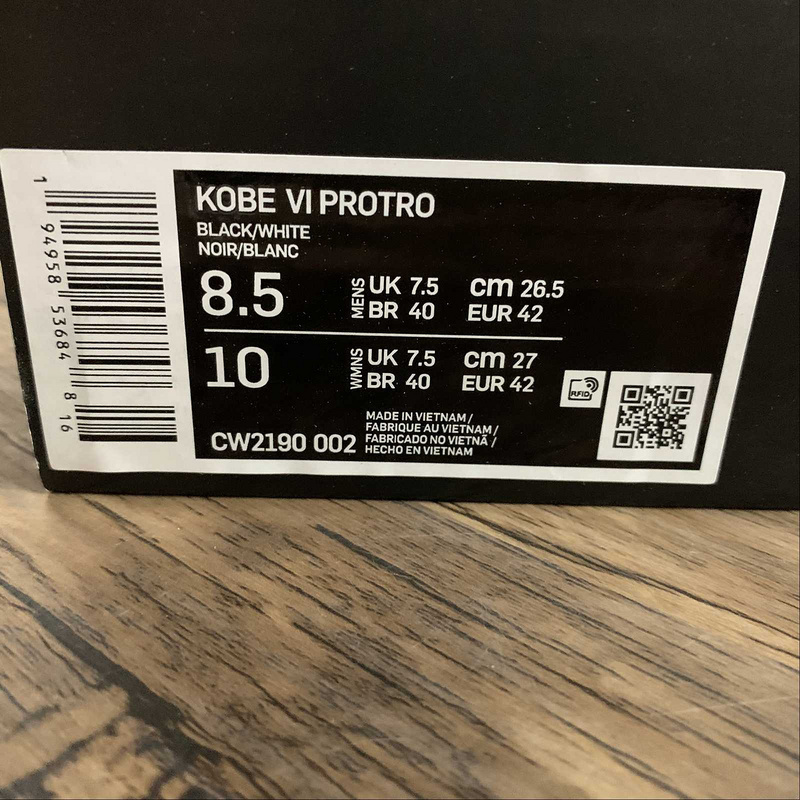 KOBE VI PROTRO
BLACK/WHITE
NOIR/BLANC
8.5 MENS UK 7.5 cm 26.5
BR 40 EUR 42
10 WMNS UK 7.5 cm 27
BR 40 EUR 42
RFID
CW2190 002
MADE IN VIETNAM /
FABRIQUE AU VIETNAM /
FABRICADO NO VIETNÃ /
HECHO EN VIETNAM
1 94958 53684 8 16